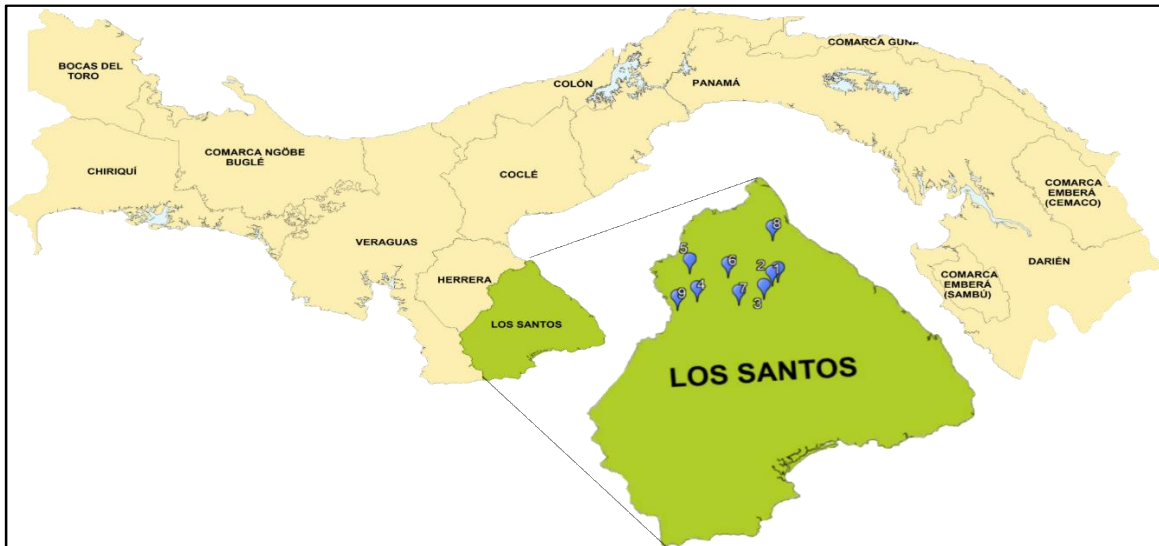 BOCAS DEL
TORO
CHIRIQUÍ
COMARCA NGÖBE
BUGLÉ
VERAGUAS
HERRERA
LOS SANTOS
COCLÉ
COLÓN
PANAMÁ
COMARCA GUN
COMARCA
EMBERÁ
(CEMACO)
DARIÉN
COMARCA
EMBERÁ
(SAMBÚ)
8
5
6
2
1
9
4
7
3
LOS SANTOS